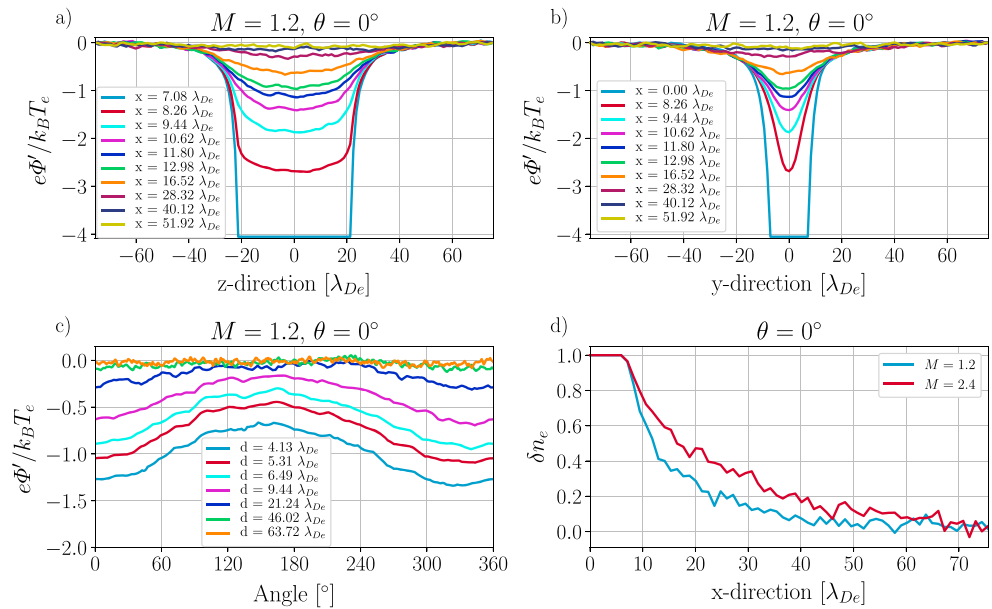 a)
M = 1.2, θ = 0°
eΦ′/k_BT_e
0
−1
−2
−3
−4
x = 7.08 λ_De
x = 8.26 λ_De
x = 9.44 λ_De
x = 10.62 λ_De
x = 11.80 λ_De
x = 12.98 λ_De
x = 16.52 λ_De
x = 28.32 λ_De
x = 40.12 λ_De
x = 51.92 λ_De
−60 −40 −20 0 20 40 60
z-direction [λ_De]
b)
M = 1.2, θ = 0°
eΦ′/k_BT_e
0
−1
−2
−3
−4
x = 0.00 λ_De
x = 8.26 λ_De
x = 9.44 λ_De
x = 10.62 λ_De
x = 11.80 λ_De
x = 12.98 λ_De
x = 16.52 λ_De
x = 28.32 λ_De
x = 40.12 λ_De
x = 51.92 λ_De
−60 −40 −20 0 20 40 60
y-direction [λ_De]
c)
M = 1.2, θ = 0°
eΦ′/k_BT_e
0.0
−0.5
−1.0
−1.5
−2.0
d = 4.13 λ_De
d = 5.31 λ_De
d = 6.49 λ_De
d = 9.44 λ_De
d = 21.24 λ_De
d = 46.02 λ_De
d = 63.72 λ_De
0 60 120 180 240 300 360
Angle [°]
d)
θ = 0°
δn_e
1.0
0.8
0.6
0.4
0.2
0.0
M = 1.2
M = 2.4
0 10 20 30 40 50 60 70
x-direction [λ_De]